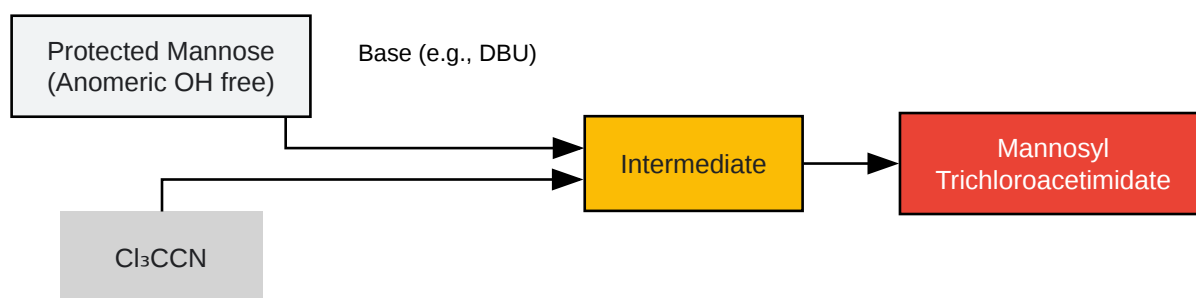 Protected Mannose
(Anomeric OH free)
Base (e.g., DBU)
Intermediate
Mannosyl
Trichloroacetimidate
Cl₃CCN